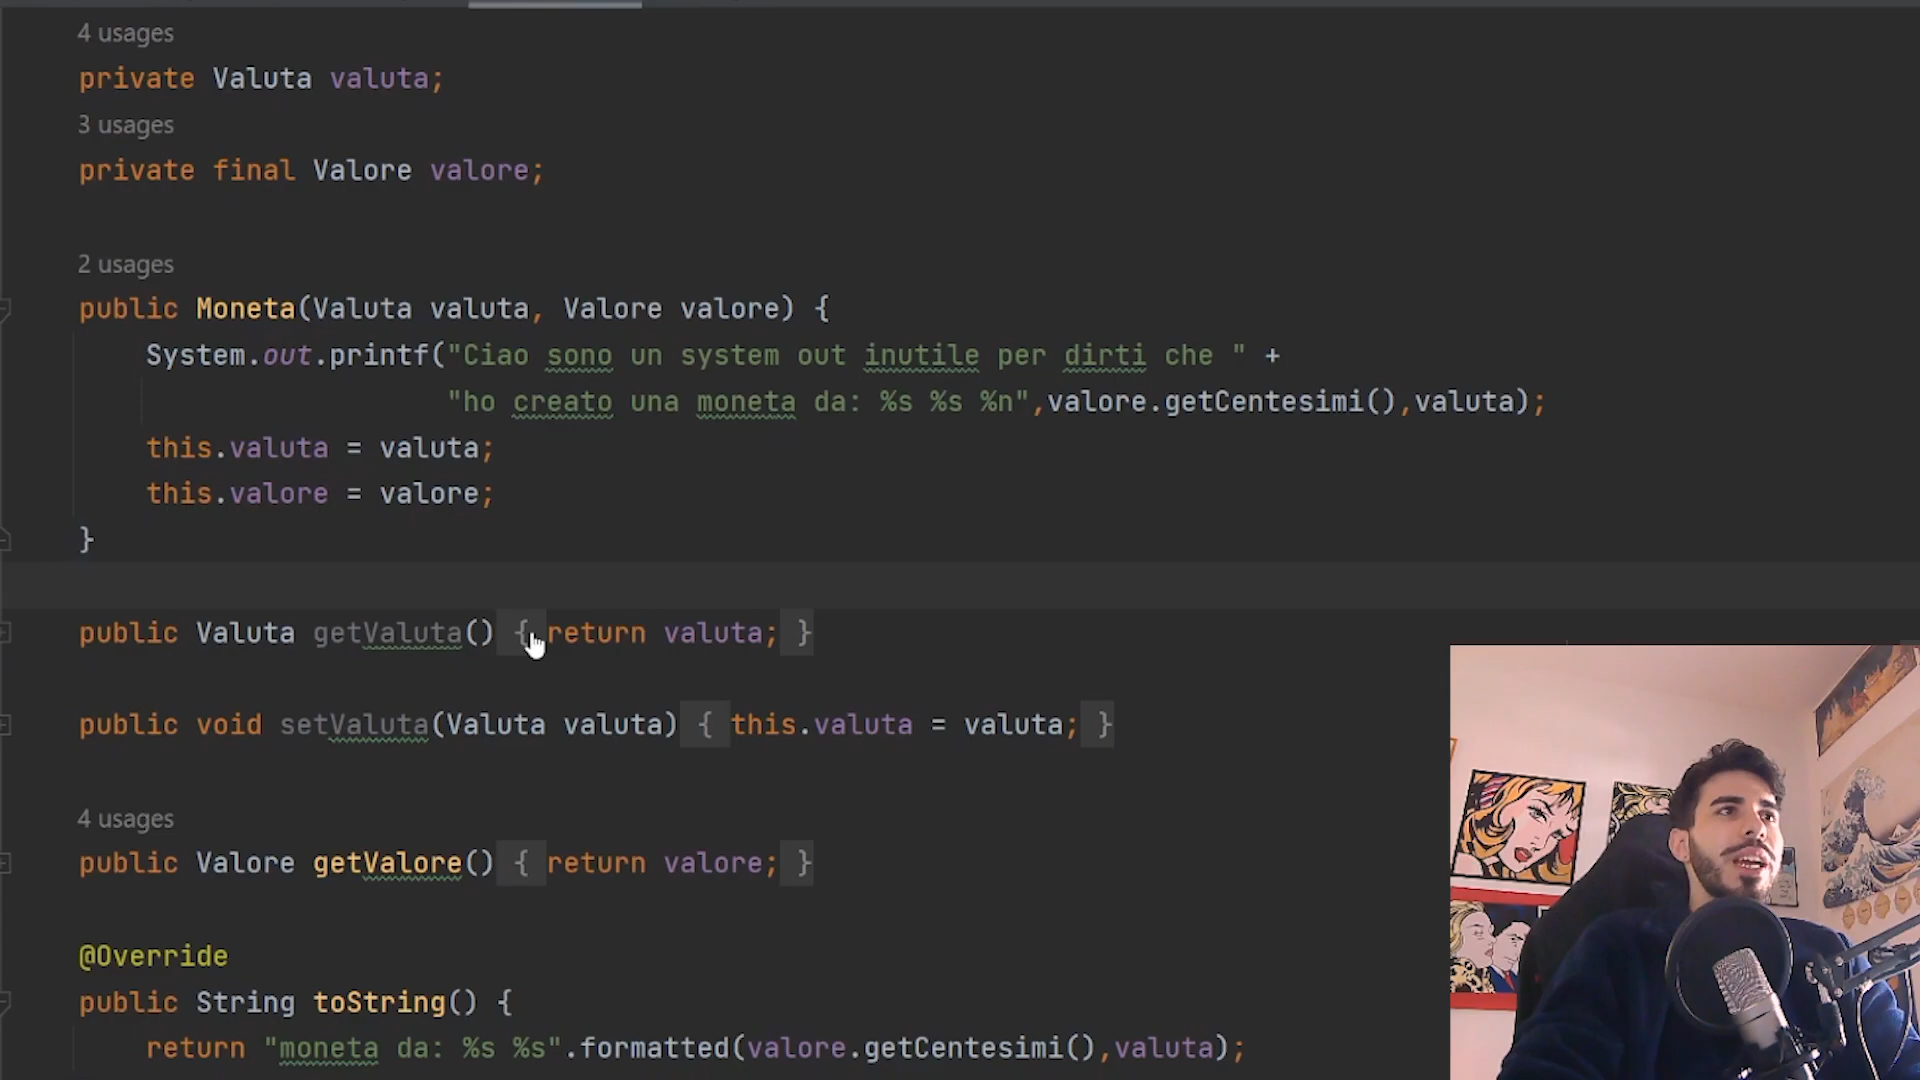 4 usages
private Valuta valuta;
3 usages
private final Valore valore;
2 usages
public Moneta(Valuta valuta, Valore valore) {
System.out.printf("Ciao sono un system out inutile per dirti che " +
"ho creato una moneta da: %s %s %n",valore.getCentesimi(),valuta);
this.valuta = valuta;
this.valore = valore;
}
public Valuta getValuta() { return valuta; }
public void setValuta(Valuta valuta) { this.valuta = valuta; }
4 usages
public Valore getValore() { return valore; }
@Override
public String toString() {
return "moneta da: %s %s".formatted(valore.getCentesimi(),valuta);